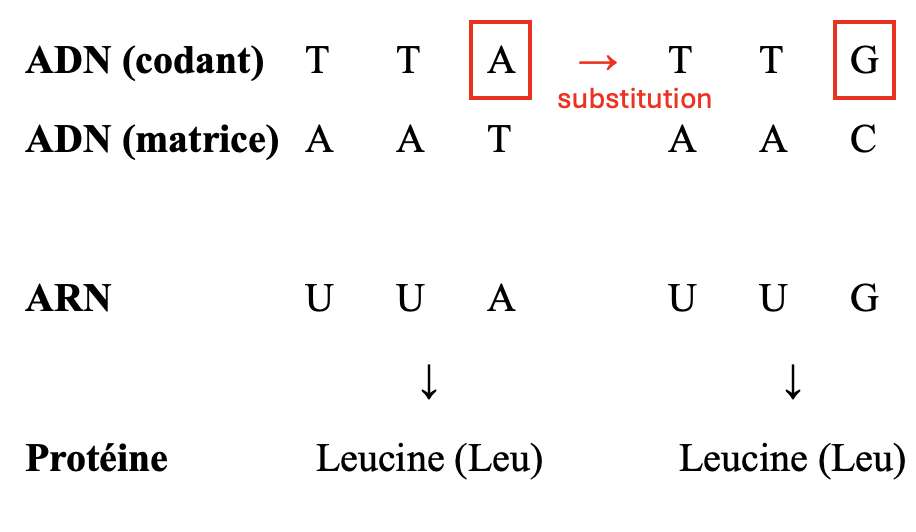 ADN (codant) T T A → T T G
substitution
ADN (matrice) A A T A A C
ARN U U A U U G
↓ ↓
Protéine Leucine (Leu) Leucine (Leu)